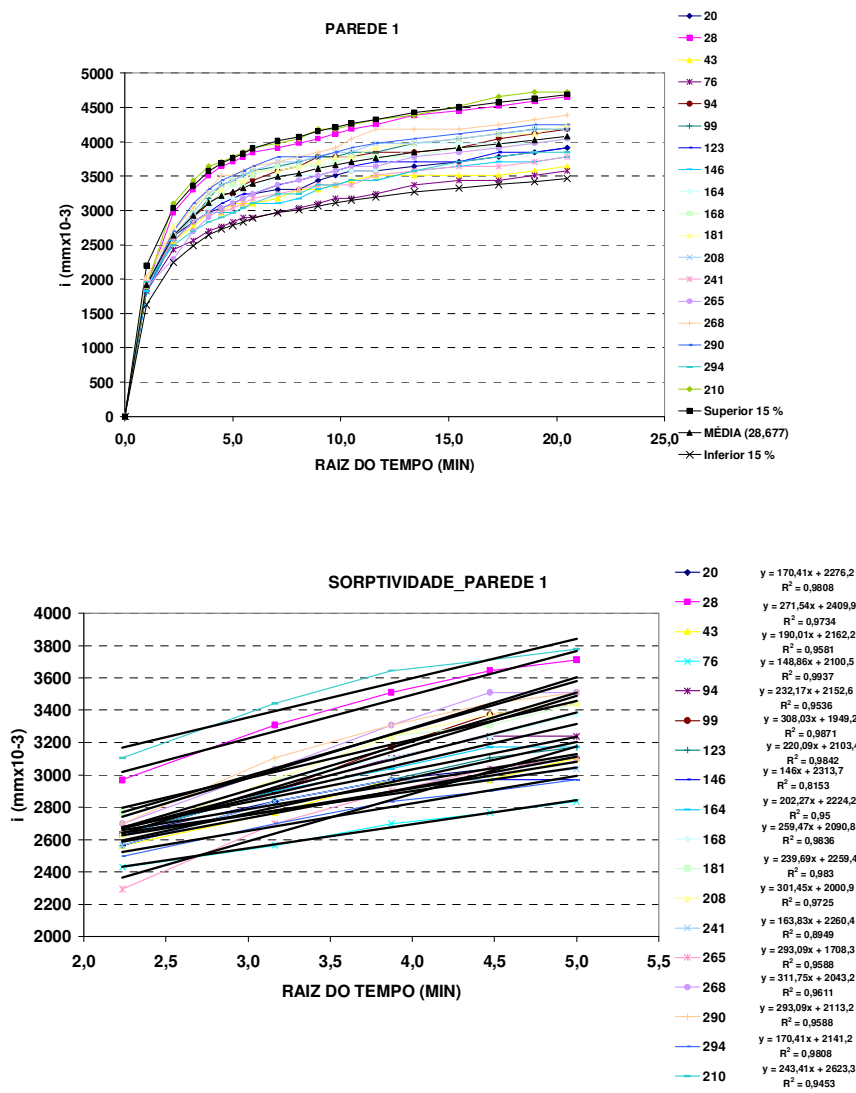 PAREDE 1
i (mmx10-3)
5000
4500
4000
3500
3000
2500
2000
1500
1000
500
0
0,0 5,0 10,0 15,0 20,0 25,0
RAIZ DO TEMPO (MIN)
20
28
43
76
94
99
123
146
164
168
181
208
241
265
268
290
294
210
Superior 15 %
MÉDIA (28,677)
Inferior 15 %
SORPTIVIDADE_PAREDE 1
i (mmx10-3)
4000
3800
3600
3400
3200
3000
2800
2600
2400
2200
2000
2,0 2,5 3,0 3,5 4,0 4,5 5,0 5,5
RAIZ DO TEMPO (MIN)
20
28
43
76
94
99
123
146
164
168
181
208
241
265
268
290
294
210
y = 170,41x + 2276,2
R² = 0,9808
y = 271,54x + 2409,9
R² = 0,9734
y = 190,01x + 2162,2
R² = 0,9581
y = 148,86x + 2100,5
R² = 0,9937
y = 232,17x + 2152,6
R² = 0,9536
y = 308,03x + 1949,2
R² = 0,9871
y = 220,09x + 2103,4
R² = 0,9842
y = 146x + 2313,7
R² = 0,8153
y = 202,27x + 2224,2
R² = 0,95
y = 259,47x + 2090,8
R² = 0,9836
y = 239,69x + 2259,4
R² = 0,983
y = 301,45x + 2000,9
R² = 0,9725
y = 163,83x + 2260,4
R² = 0,8949
y = 293,09x + 1708,3
R² = 0,9588
y = 311,75x + 2043,2
R² = 0,9611
y = 293,09x + 2113,2
R² = 0,9588
y = 170,41x + 2141,2
R² = 0,9808
y = 243,41x + 2623,3
R² = 0,9453